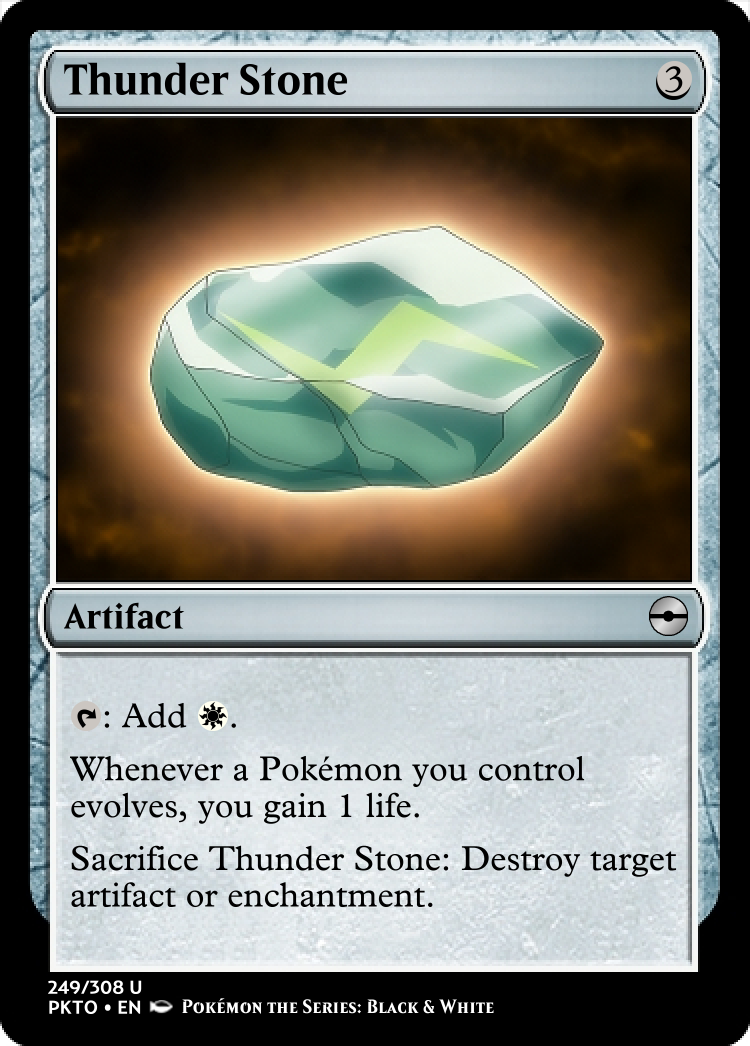 Thunder Stone 3
Artifact
: Add .
Whenever a Pokémon you control
evolves, you gain 1 life.
Sacrifice Thunder Stone: Destroy target
artifact or enchantment.
249/308 U
PKTO • EN Pokémon the Series: Black & White